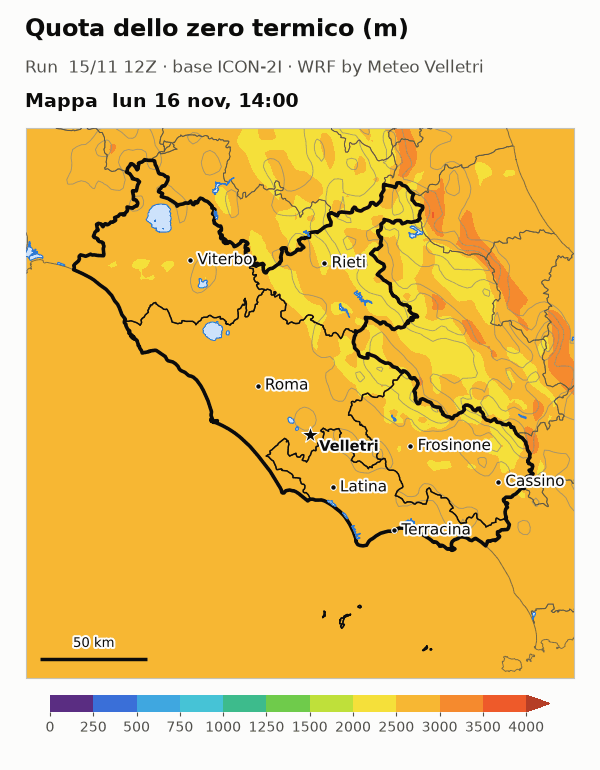 Quota dello zero termico (m)
Run  15/11 12Z · base ICON-2I · WRF by Meteo Velletri
Mappa  lun 16 nov, 14:00
Viterbo
Rieti
Roma
Velletri
Frosinone
Cassino
Latina
Terracina
50 km
0 250 500 750 1000 1250 1500 2000 2500 3000 3500 4000